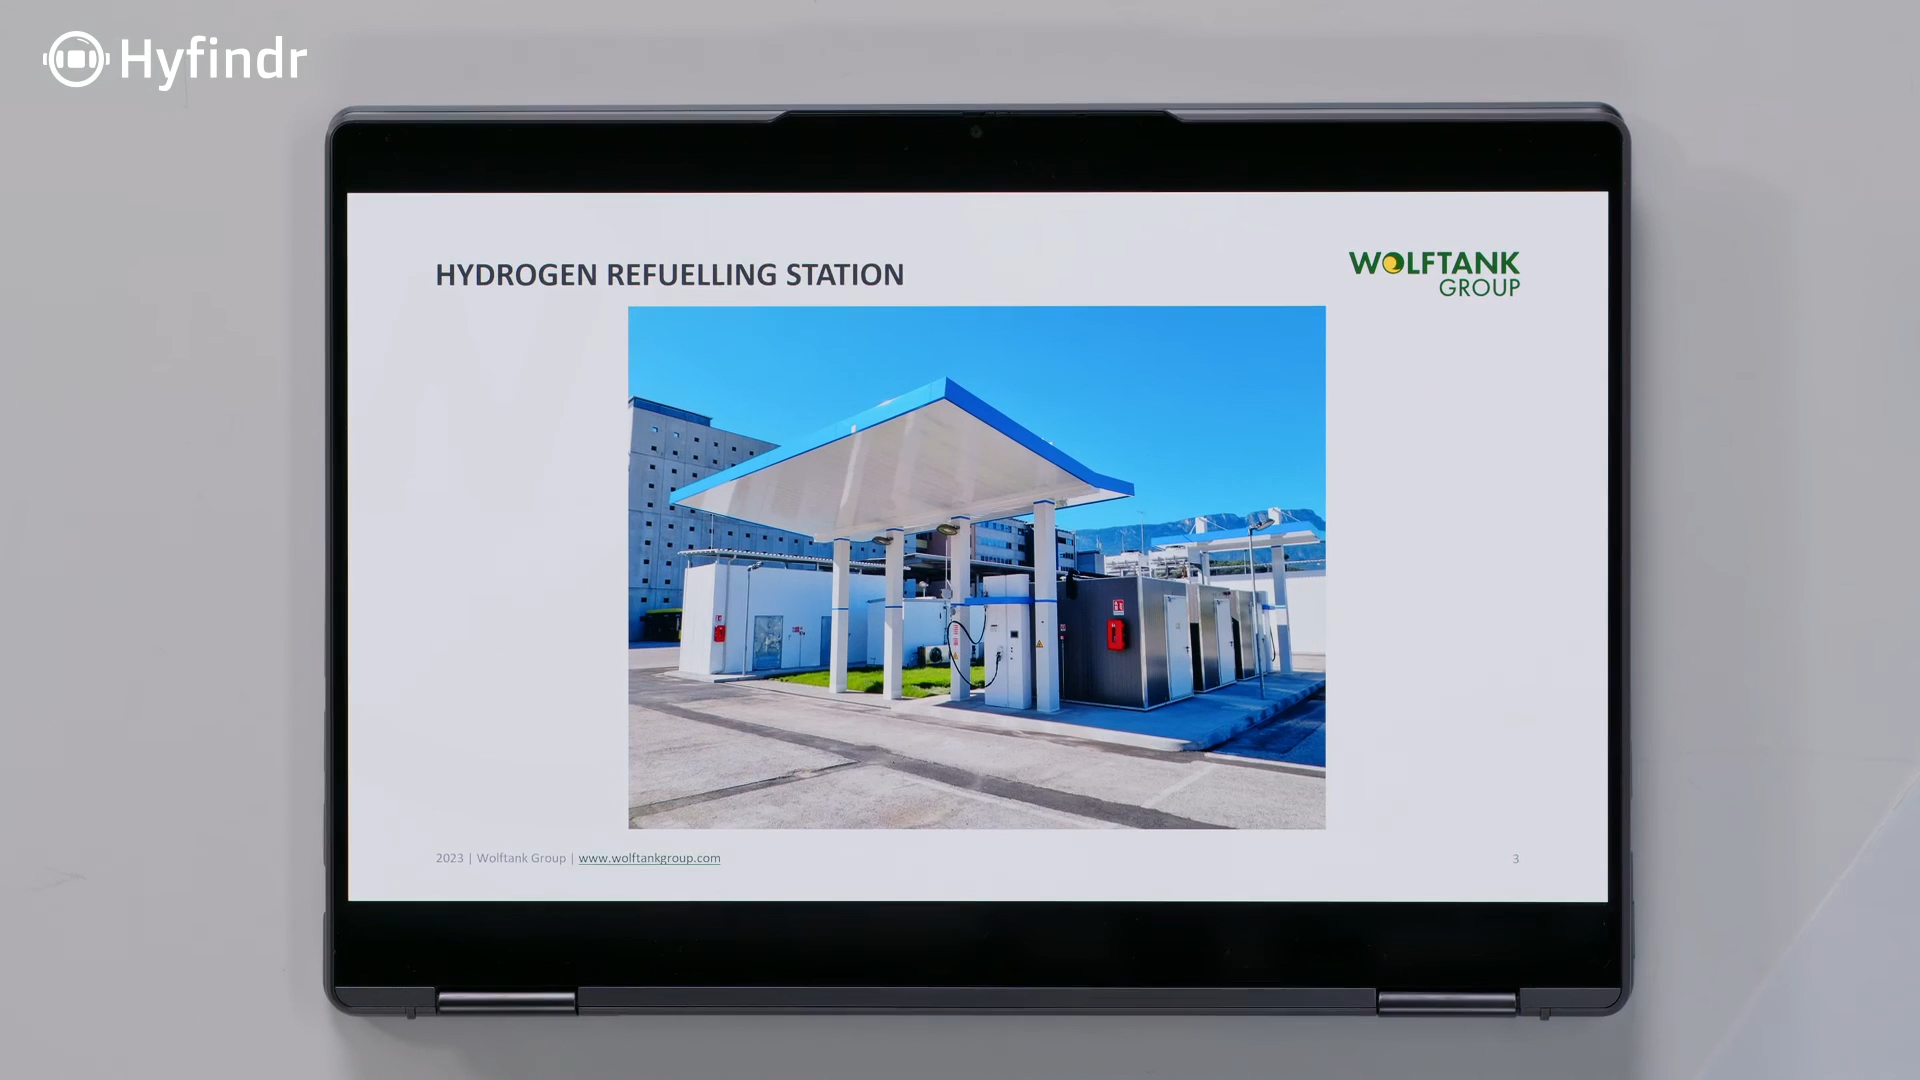 Hyfindr
HYDROGEN REFUELLING STATION
WOLFTANK
GROUP
2023 | Wolftank Group | www.wolftankgroup.com
3